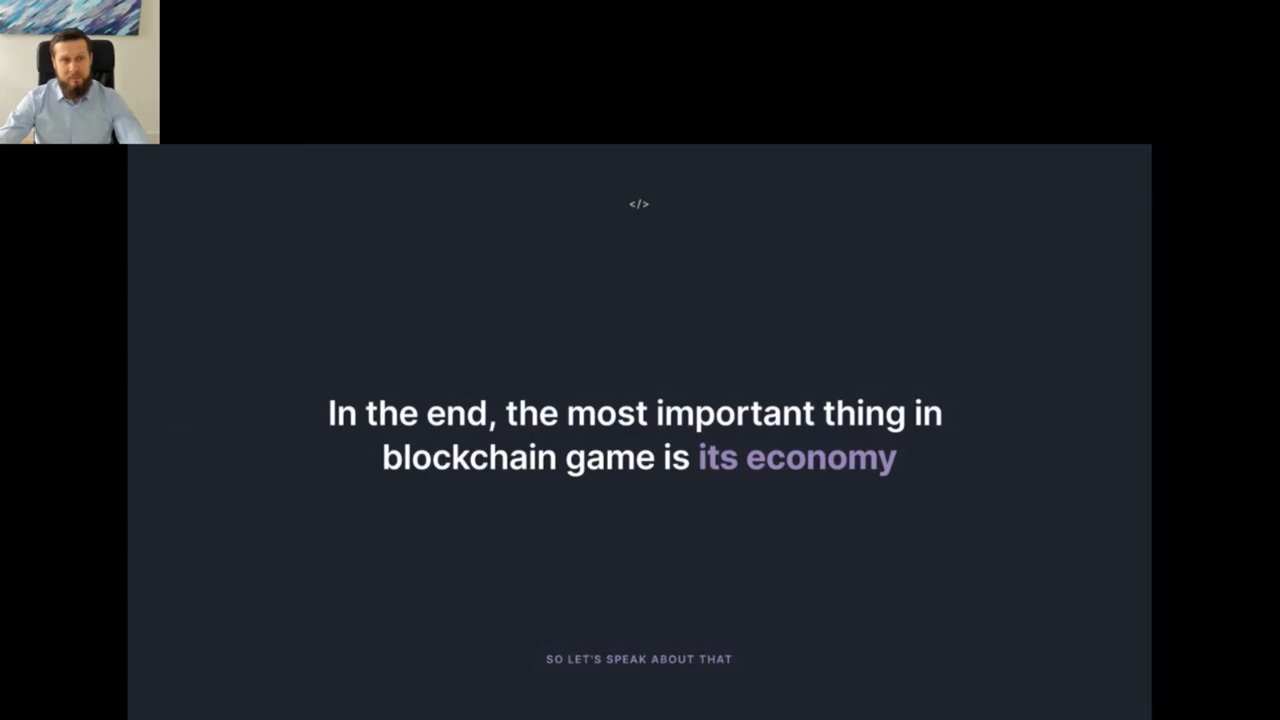 </>
In the end, the most important thing in
blockchain game is its economy
SO LET'S SPEAK ABOUT THAT